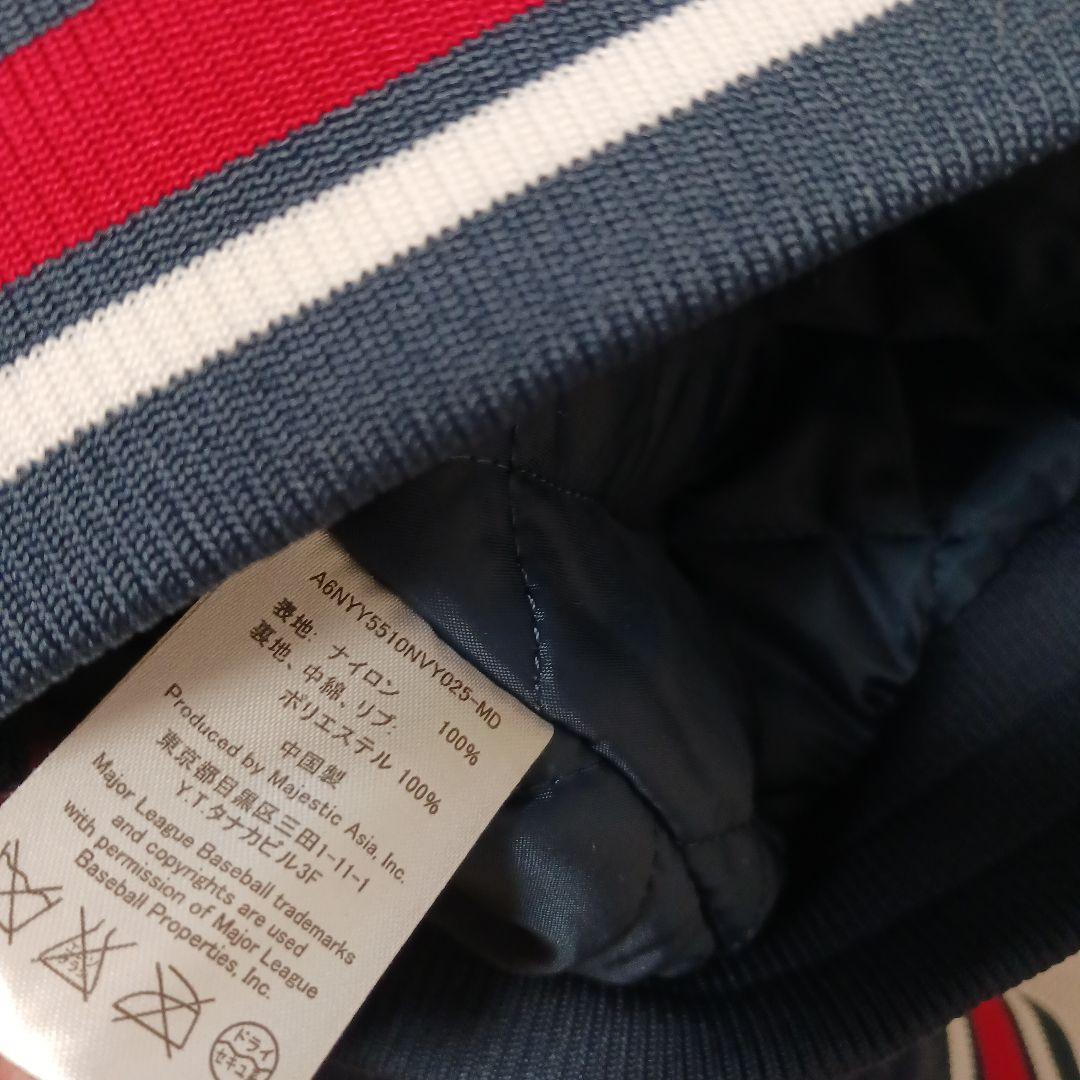 A6NYY5510NVY025-MD
表地: ナイロン 100%
裏地、中綿、リブ:
ポリエステル 100%
中国製
Produced by Majestic Asia, Inc.
東京都目黒区三田1-11-1
Y.T.タナカビル3F
Major League Baseball trademarks
and copyrights are used
with permission of Major League
Baseball Properties, Inc.
ドライ
セキユ系